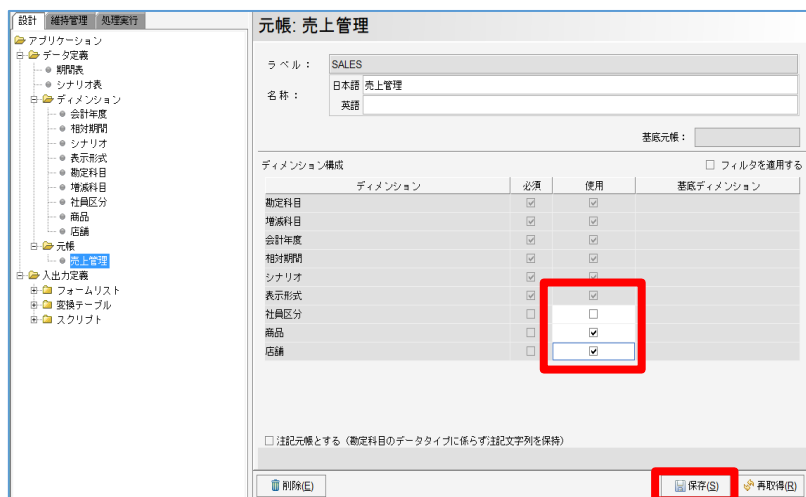 設計 維持管理 処理実行
アプリケーション
データ定義
期間表
シナリオ表
ディメンション
会計年度
相対期間
シナリオ
表示形式
勘定科目
増減科目
社員区分
商品
店舗
元帳
売上管理
入出力定義
フォームリスト
変換テーブル
スクリプト
元帳: 売上管理
ラベル： SALES
名称： 日本語 売上管理
英語
基底元帳：
ディメンション構成 フィルタを適用する
ディメンション 必須 使用 基底ディメンション
勘定科目
増減科目
会計年度
相対期間
シナリオ
表示形式
社員区分
商品
店舗
注記元帳とする（勘定科目のデータタイプに係らず注記文字列を保持）
削除(E) 保存(S) 再取得(R)